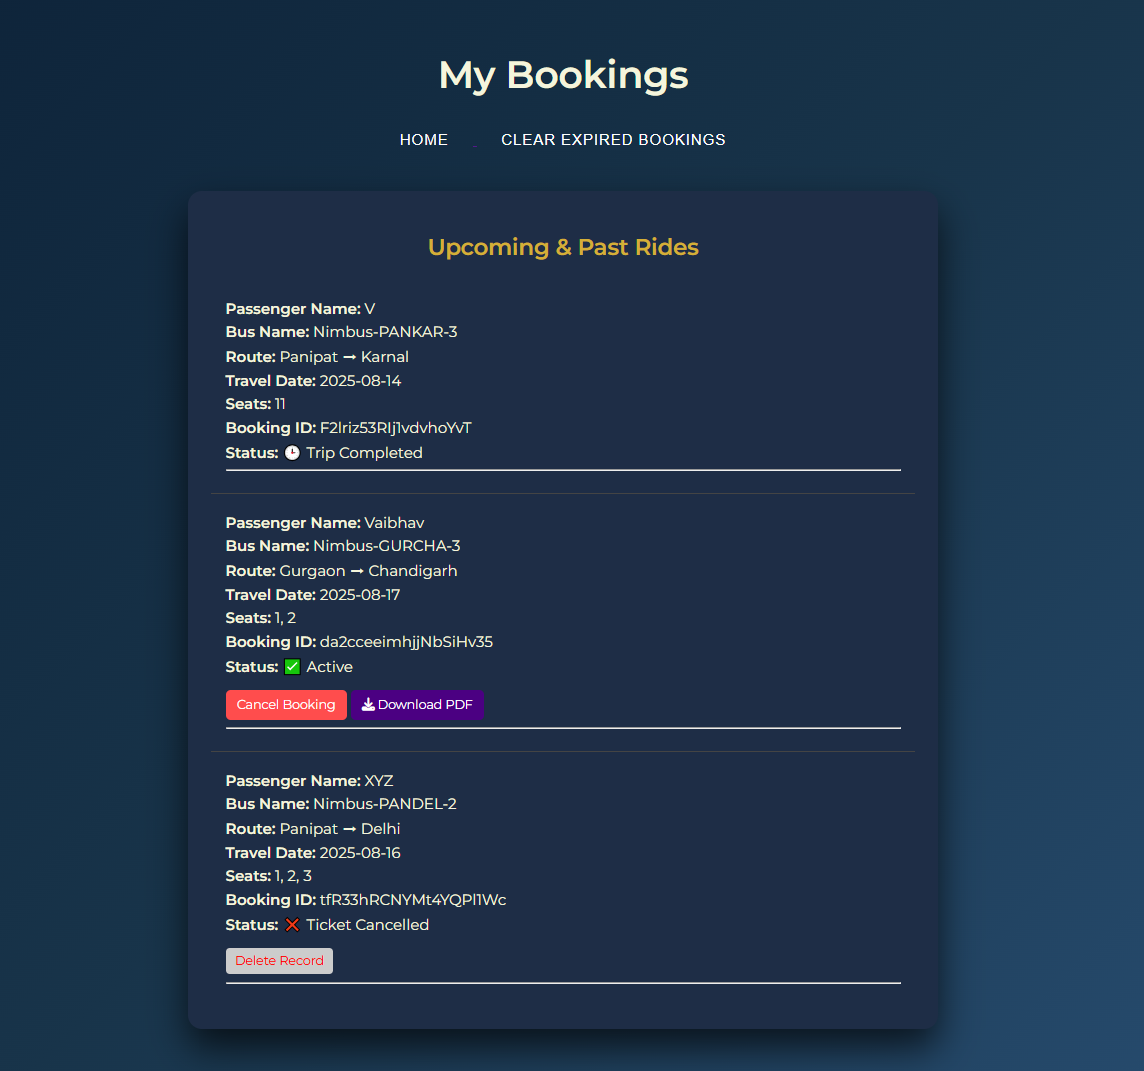 My Bookings
HOME CLEAR EXPIRED BOOKINGS
Upcoming & Past Rides
Passenger Name: V
Bus Name: Nimbus-PANKAR-3
Route: Panipat → Karnal
Travel Date: 2025-08-14
Seats: 11
Booking ID: F2lriz53RIj1vdvhoYvT
Status: 🕒 Trip Completed
Passenger Name: Vaibhav
Bus Name: Nimbus-GURCHA-3
Route: Gurgaon → Chandigarh
Travel Date: 2025-08-17
Seats: 1, 2
Booking ID: da2cceeimhjjNbSiHv35
Status: ✅ Active
Cancel Booking Download PDF
Passenger Name: XYZ
Bus Name: Nimbus-PANDEL-2
Route: Panipat → Delhi
Travel Date: 2025-08-16
Seats: 1, 2, 3
Booking ID: tfR33hRCNYMt4YQPl1Wc
Status: ❌ Ticket Cancelled
Delete Record